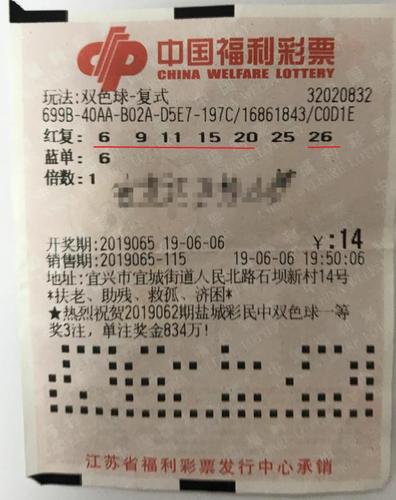 中国福利彩票
CHINA WELFARE LOTTERY
玩法:双色球-复式 32020832
699B-40AA-B02A-D5E7-197C/16861843/C0D1E
红复: 6 9 11 15 20 25 26
蓝单: 6
倍数:1
开奖期:2019065 19-06-06 ¥:14
销售期:2019065-115 19-06-06 19:50:06
地址:宜兴市宜城街道人民北路石坝新村14号
*扶老、助残、救孤、济困*
★热烈祝贺2019062期盐城彩民中双色球一等
奖3注,单注奖金834万!
江苏省福利彩票发行中心承销